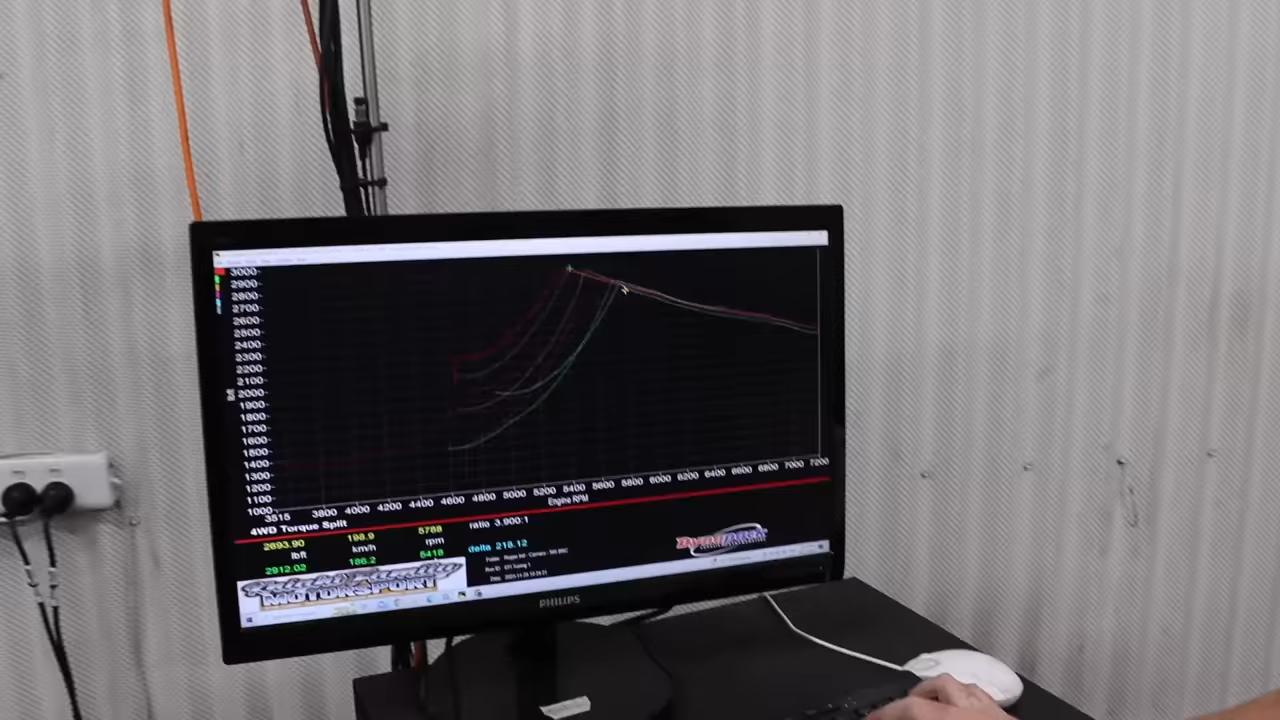 3000
2900
2800
2700
2600
2500
2400
2300
2200
2100
2000
1900
1800
1700
1600
1500
1400
1300
1200
1100
1000
3515 3800 4000 4200 4400 4600 4800 5000 5200 5400 5600 5800 6000 6200 6400 6600 6800 7000 7200
Engine RPM
4WD Torque Split
ratio 3.900:1
2693.90 198.9 5788
lbft km/h rpm
2912.02 186.2 5418
delta 218.12
Dynapack
Knight Family
MOTORSPORT
PHILIPS